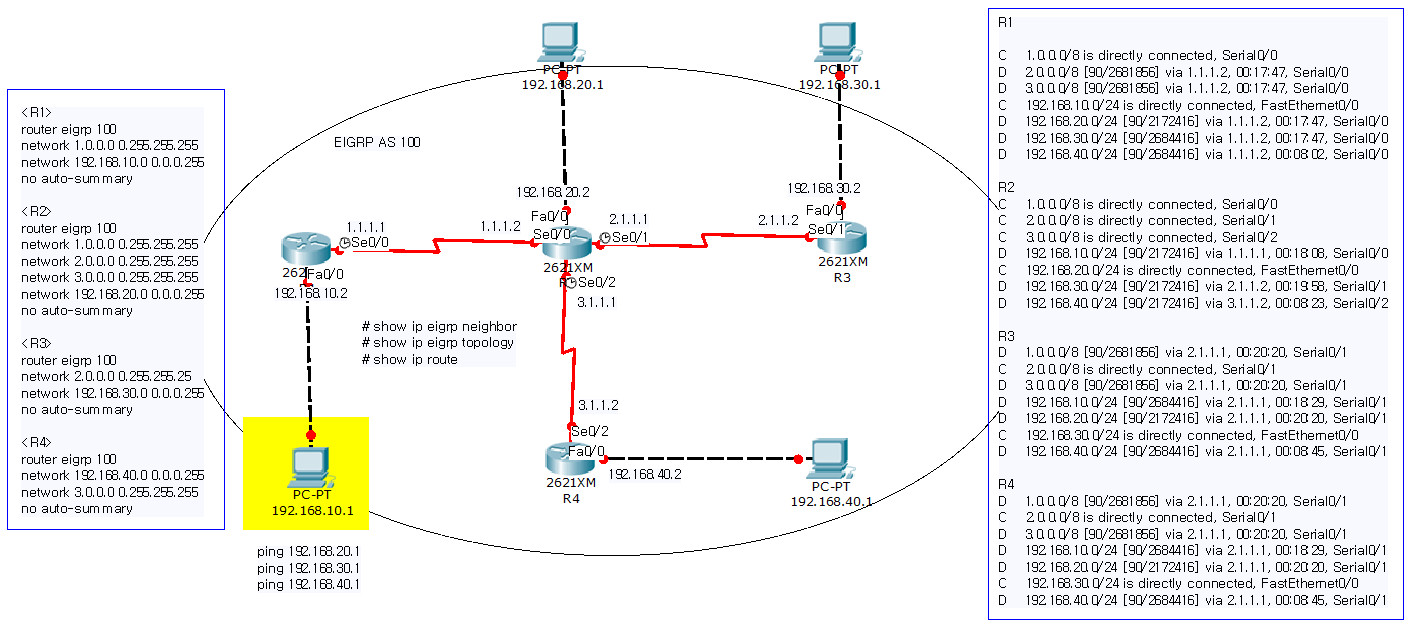 <R1>
router eigrp 100
network 1.0.0.0 0.255.255.255
network 192.168.10.0 0.0.0.255
no auto-summary
<R2>
router eigrp 100
network 1.0.0.0 0.255.255.255
network 2.0.0.0 0.255.255.255
network 3.0.0.0 0.255.255.255
network 192.168.20.0 0.0.0.255
no auto-summary
<R3>
router eigrp 100
network 2.0.0.0 0.255.255.25
network 192.168.30.0 0.0.0.255
no auto-summary
<R4>
router eigrp 100
network 192.168.40.0 0.0.0.255
network 3.0.0.0 0.255.255.255
no auto-summary
PC-PT
192.168.20.1
PC-PT
192.168.30.1
EIGRP AS 100
192.168.20.2
Fa0/0
192.168.30.2
Fa0/0
1.1.1.1
Se0/0
1.1.1.2
Se0/0
2.1.1.1
Se0/1
2.1.1.2
Se0/1
262
Fa0/0
192.168.10.2
2621XM
R
Se0/2
3.1.1.1
2621XM
R3
# show ip eigrp neighbor
# show ip eigrp topology
# show ip route
3.1.1.2
Se0/2
Fa0/0
2621XM
R4
192.168.40.2
PC-PT
192.168.40.1
PC-PT
192.168.10.1
ping 192.168.20.1
ping 192.168.30.1
ping 192.168.40.1
R1
C 1.0.0.0/8 is directly connected, Serial0/0
D 2.0.0.0/8 [90/2681856] via 1.1.1.2, 00:17:47, Serial0/0
D 3.0.0.0/8 [90/2681856] via 1.1.1.2, 00:17:47, Serial0/0
C 192.168.10.0/24 is directly connected, FastEthernet0/0
D 192.168.20.0/24 [90/2172416] via 1.1.1.2, 00:17:47, Serial0/0
D 192.168.30.0/24 [90/2684416] via 1.1.1.2, 00:17:47, Serial0/0
D 192.168.40.0/24 [90/2684416] via 1.1.1.2, 00:08:02, Serial0/0
R2
C 1.0.0.0/8 is directly connected, Serial0/0
C 2.0.0.0/8 is directly connected, Serial0/1
C 3.0.0.0/8 is directly connected, Serial0/2
D 192.168.10.0/24 [90/2172416] via 1.1.1.1, 00:18:08, Serial0/0
C 192.168.20.0/24 is directly connected, FastEthernet0/0
D 192.168.30.0/24 [90/2172416] via 2.1.1.2, 00:19:58, Serial0/1
D 192.168.40.0/24 [90/2172416] via 3.1.1.2, 00:08:23, Serial0/2
R3
D 1.0.0.0/8 [90/2681856] via 2.1.1.1, 00:20:20, Serial0/1
C 2.0.0.0/8 is directly connected, Serial0/1
D 3.0.0.0/8 [90/2681856] via 2.1.1.1, 00:20:20, Serial0/1
D 192.168.10.0/24 [90/2684416] via 2.1.1.1, 00:18:29, Serial0/1
D 192.168.20.0/24 [90/2172416] via 2.1.1.1, 00:20:20, Serial0/1
C 192.168.30.0/24 is directly connected, FastEthernet0/0
D 192.168.40.0/24 [90/2684416] via 2.1.1.1, 00:08:45, Serial0/1
R4
D 1.0.0.0/8 [90/2681856] via 2.1.1.1, 00:20:20, Serial0/1
C 2.0.0.0/8 is directly connected, Serial0/1
D 3.0.0.0/8 [90/2681856] via 2.1.1.1, 00:20:20, Serial0/1
D 192.168.10.0/24 [90/2684416] via 2.1.1.1, 00:18:29, Serial0/1
D 192.168.20.0/24 [90/2172416] via 2.1.1.1, 00:20:20, Serial0/1
C 192.168.30.0/24 is directly connected, FastEthernet0/0
D 192.168.40.0/24 [90/2684416] via 2.1.1.1, 00:08:45, Serial0/1